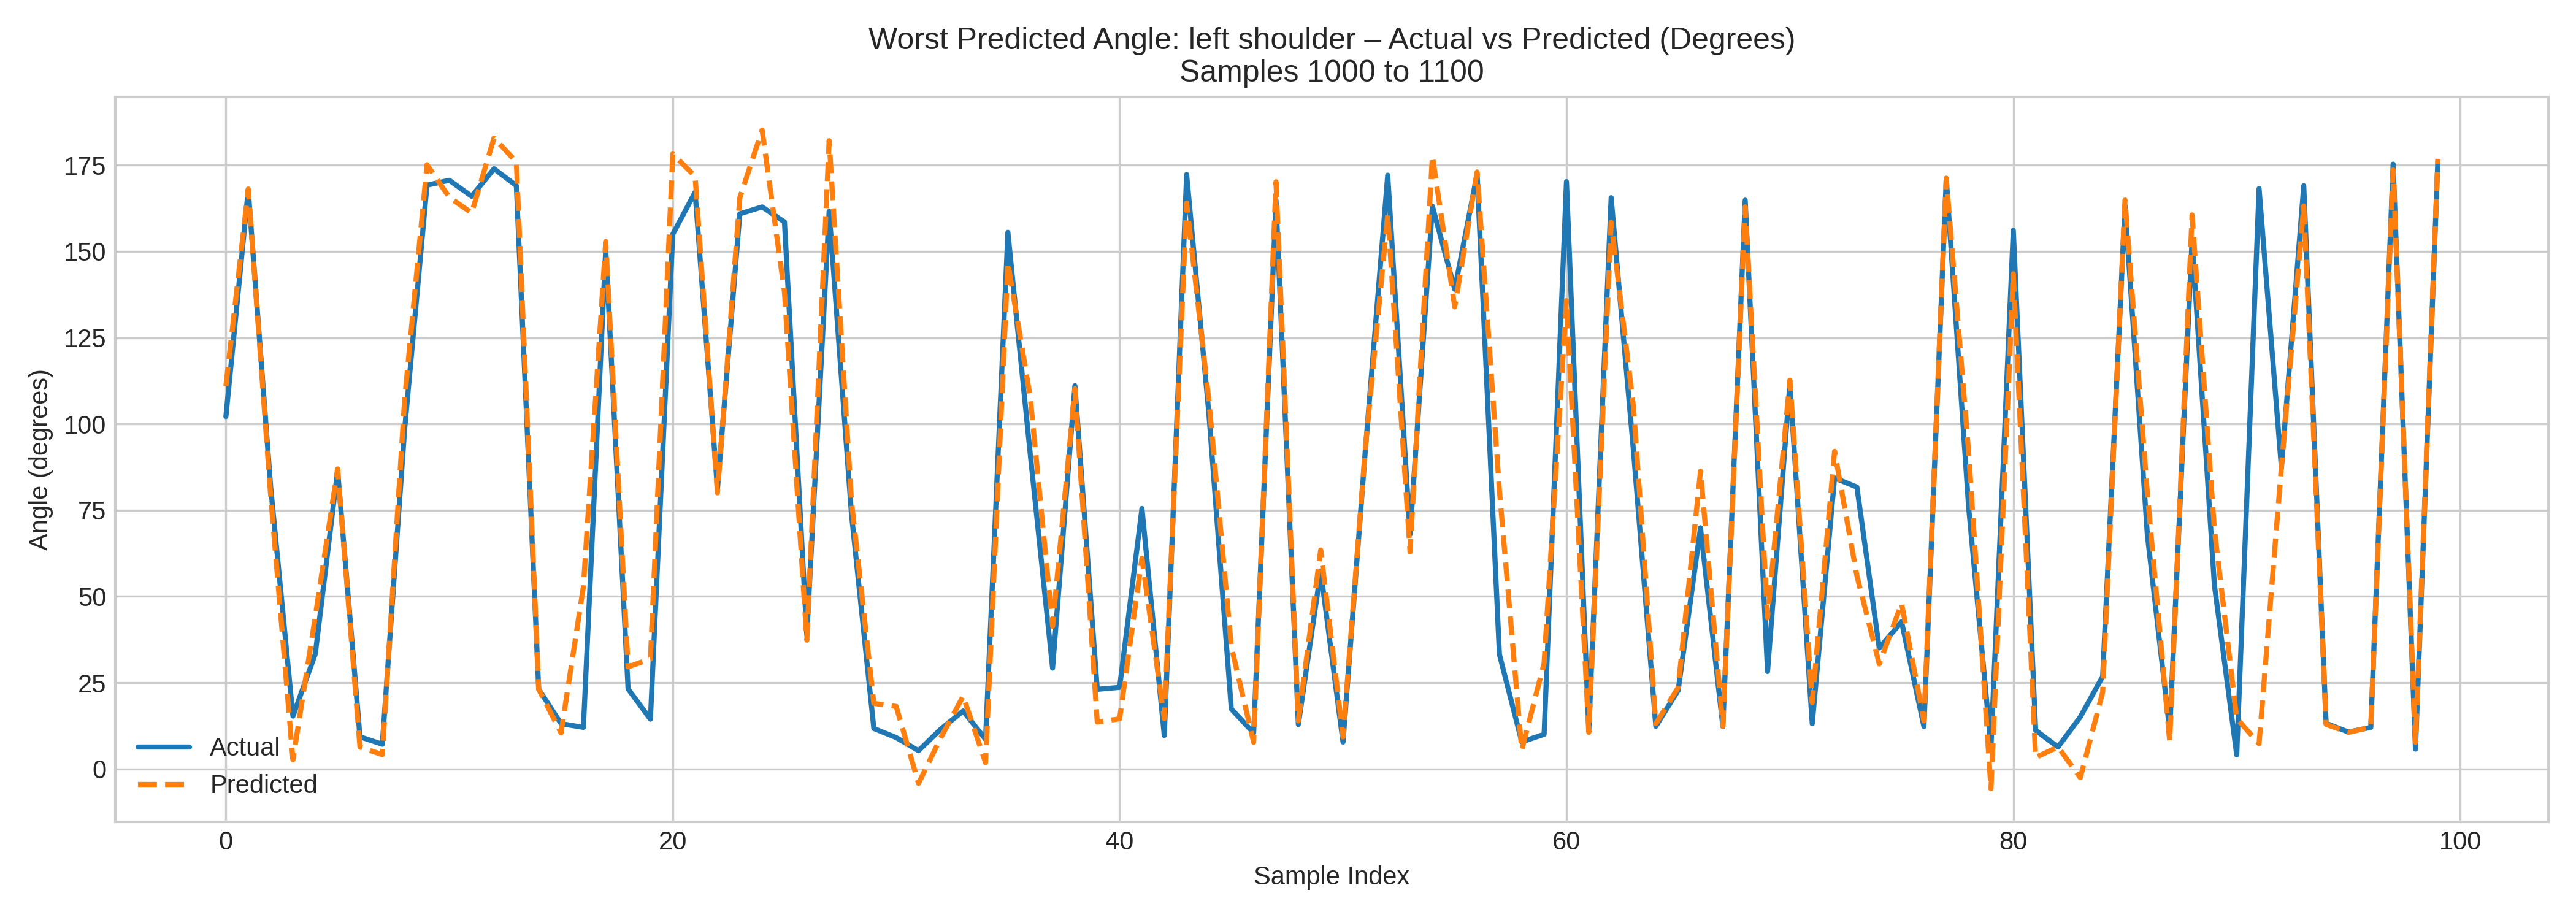 Worst Predicted Angle: left shoulder – Actual vs Predicted (Degrees)
Samples 1000 to 1100
Angle (degrees)
175
150
125
100
75
50
25
0
Actual
Predicted
0
20
40
60
80
100
Sample Index